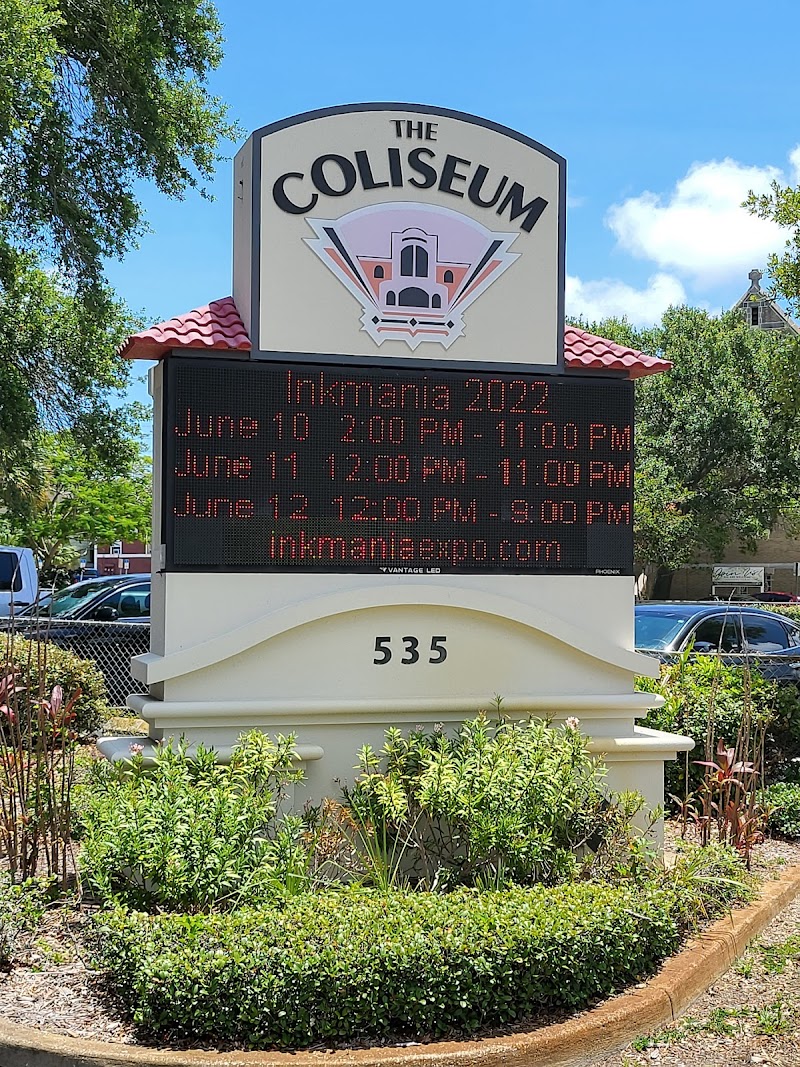 THE
COLISEUM
Inkmania 2022
June 10 2:00 PM - 11:00 PM
June 11 12:00 PM - 11:00 PM
June 12 12:00 PM - 9:00 PM
inkmaniaexpo.com
VANTAGE LED PHOENIX
535